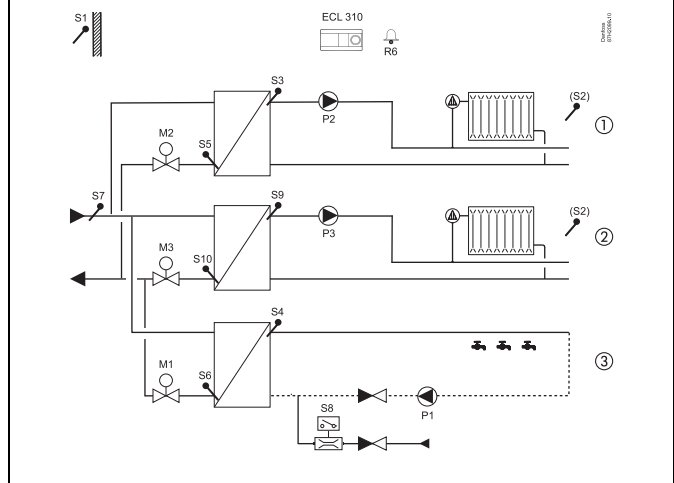 S1
ECL 310
R6
Danfoss
S3
P2
(S2)
①
M2
S5
S7
S9
P3
(S2)
②
M3
S10
S4
③
M1
S6
S8
P1